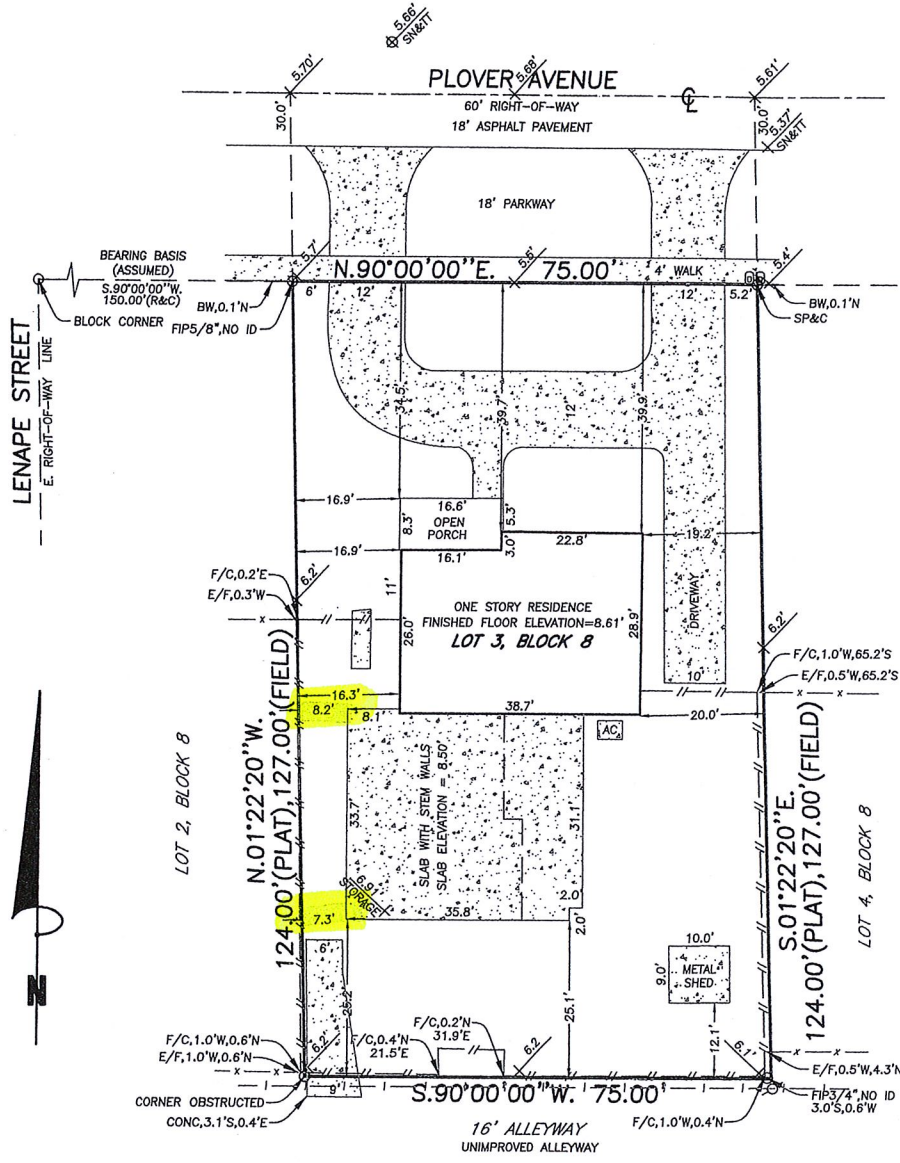 5.66'
SN&TT
5.70'
5.68'
5.61'
PLOVER AVENUE
60' RIGHT-OF-WAY
18' ASPHALT PAVEMENT
30.0'
30.0'
5.37'
SN&TT
18' PARKWAY
BEARING BASIS
(ASSUMED)
S.90°00'00"W.
150.00'(R&C)
BLOCK CORNER
5.7'
5.5'
5.4'
N.90°00'00"E. 75.00'
4' WALK
BW,0.1'N
FIP5/8",NO ID
6'
12'
12'
5.2'
BW,0.1'N
SP&C
LENAPE STREET
E. RIGHT-OF-WAY LINE
34.5'
39.7'
12'
39.9'
16.9'
16.6'
OPEN
PORCH
8.3'
5.3'
16.9'
16.1'
3.0'
22.8'
19.2'
F/C,0.2'E
E/F,0.3'W
6.2'
11'
26.0'
ONE STORY RESIDENCE
FINISHED FLOOR ELEVATION=8.61'
LOT 3, BLOCK 8
28.9'
DRIVEWAY
6.2'
F/C,1.0'W,65.2'S
E/F,0.5'W,65.2'S
16.3'
8.2'
8.1'
38.7'
10'
20.0'
AC
N.01°22'20"W.
124.00'(PLAT),127.00'(FIELD)
LOT 2, BLOCK 8
33.7'
SLAB WITH STEM WALLS
SLAB ELEVATION = 8.50'
31.1'
S.01°22'20"E.
124.00'(PLAT),127.00'(FIELD)
LOT 4, BLOCK 8
6.91
STORAGE
7.3'
35.8'
2.0'
2.0'
N
6'
25.2'
25.1'
10.0'
9.0'
METAL
SHED
12.1'
F/C,1.0'W,0.6'N
E/F,1.0'W,0.6'N
6.2'
F/C,0.4'N
21.5'E
F/C,0.2'N
31.9'E
6.2
6.1'
E/F,0.5'W,4.3'N
CORNER OBSTRUCTED
CONC,3.1'S,0.4'E
9'
S.90°00'00"W. 75.00'
F/C,1.0'W,0.4'N
FIP3/4",NO ID
3.0'S,0.6'W
16' ALLEYWAY
UNIMPROVED ALLEYWAY